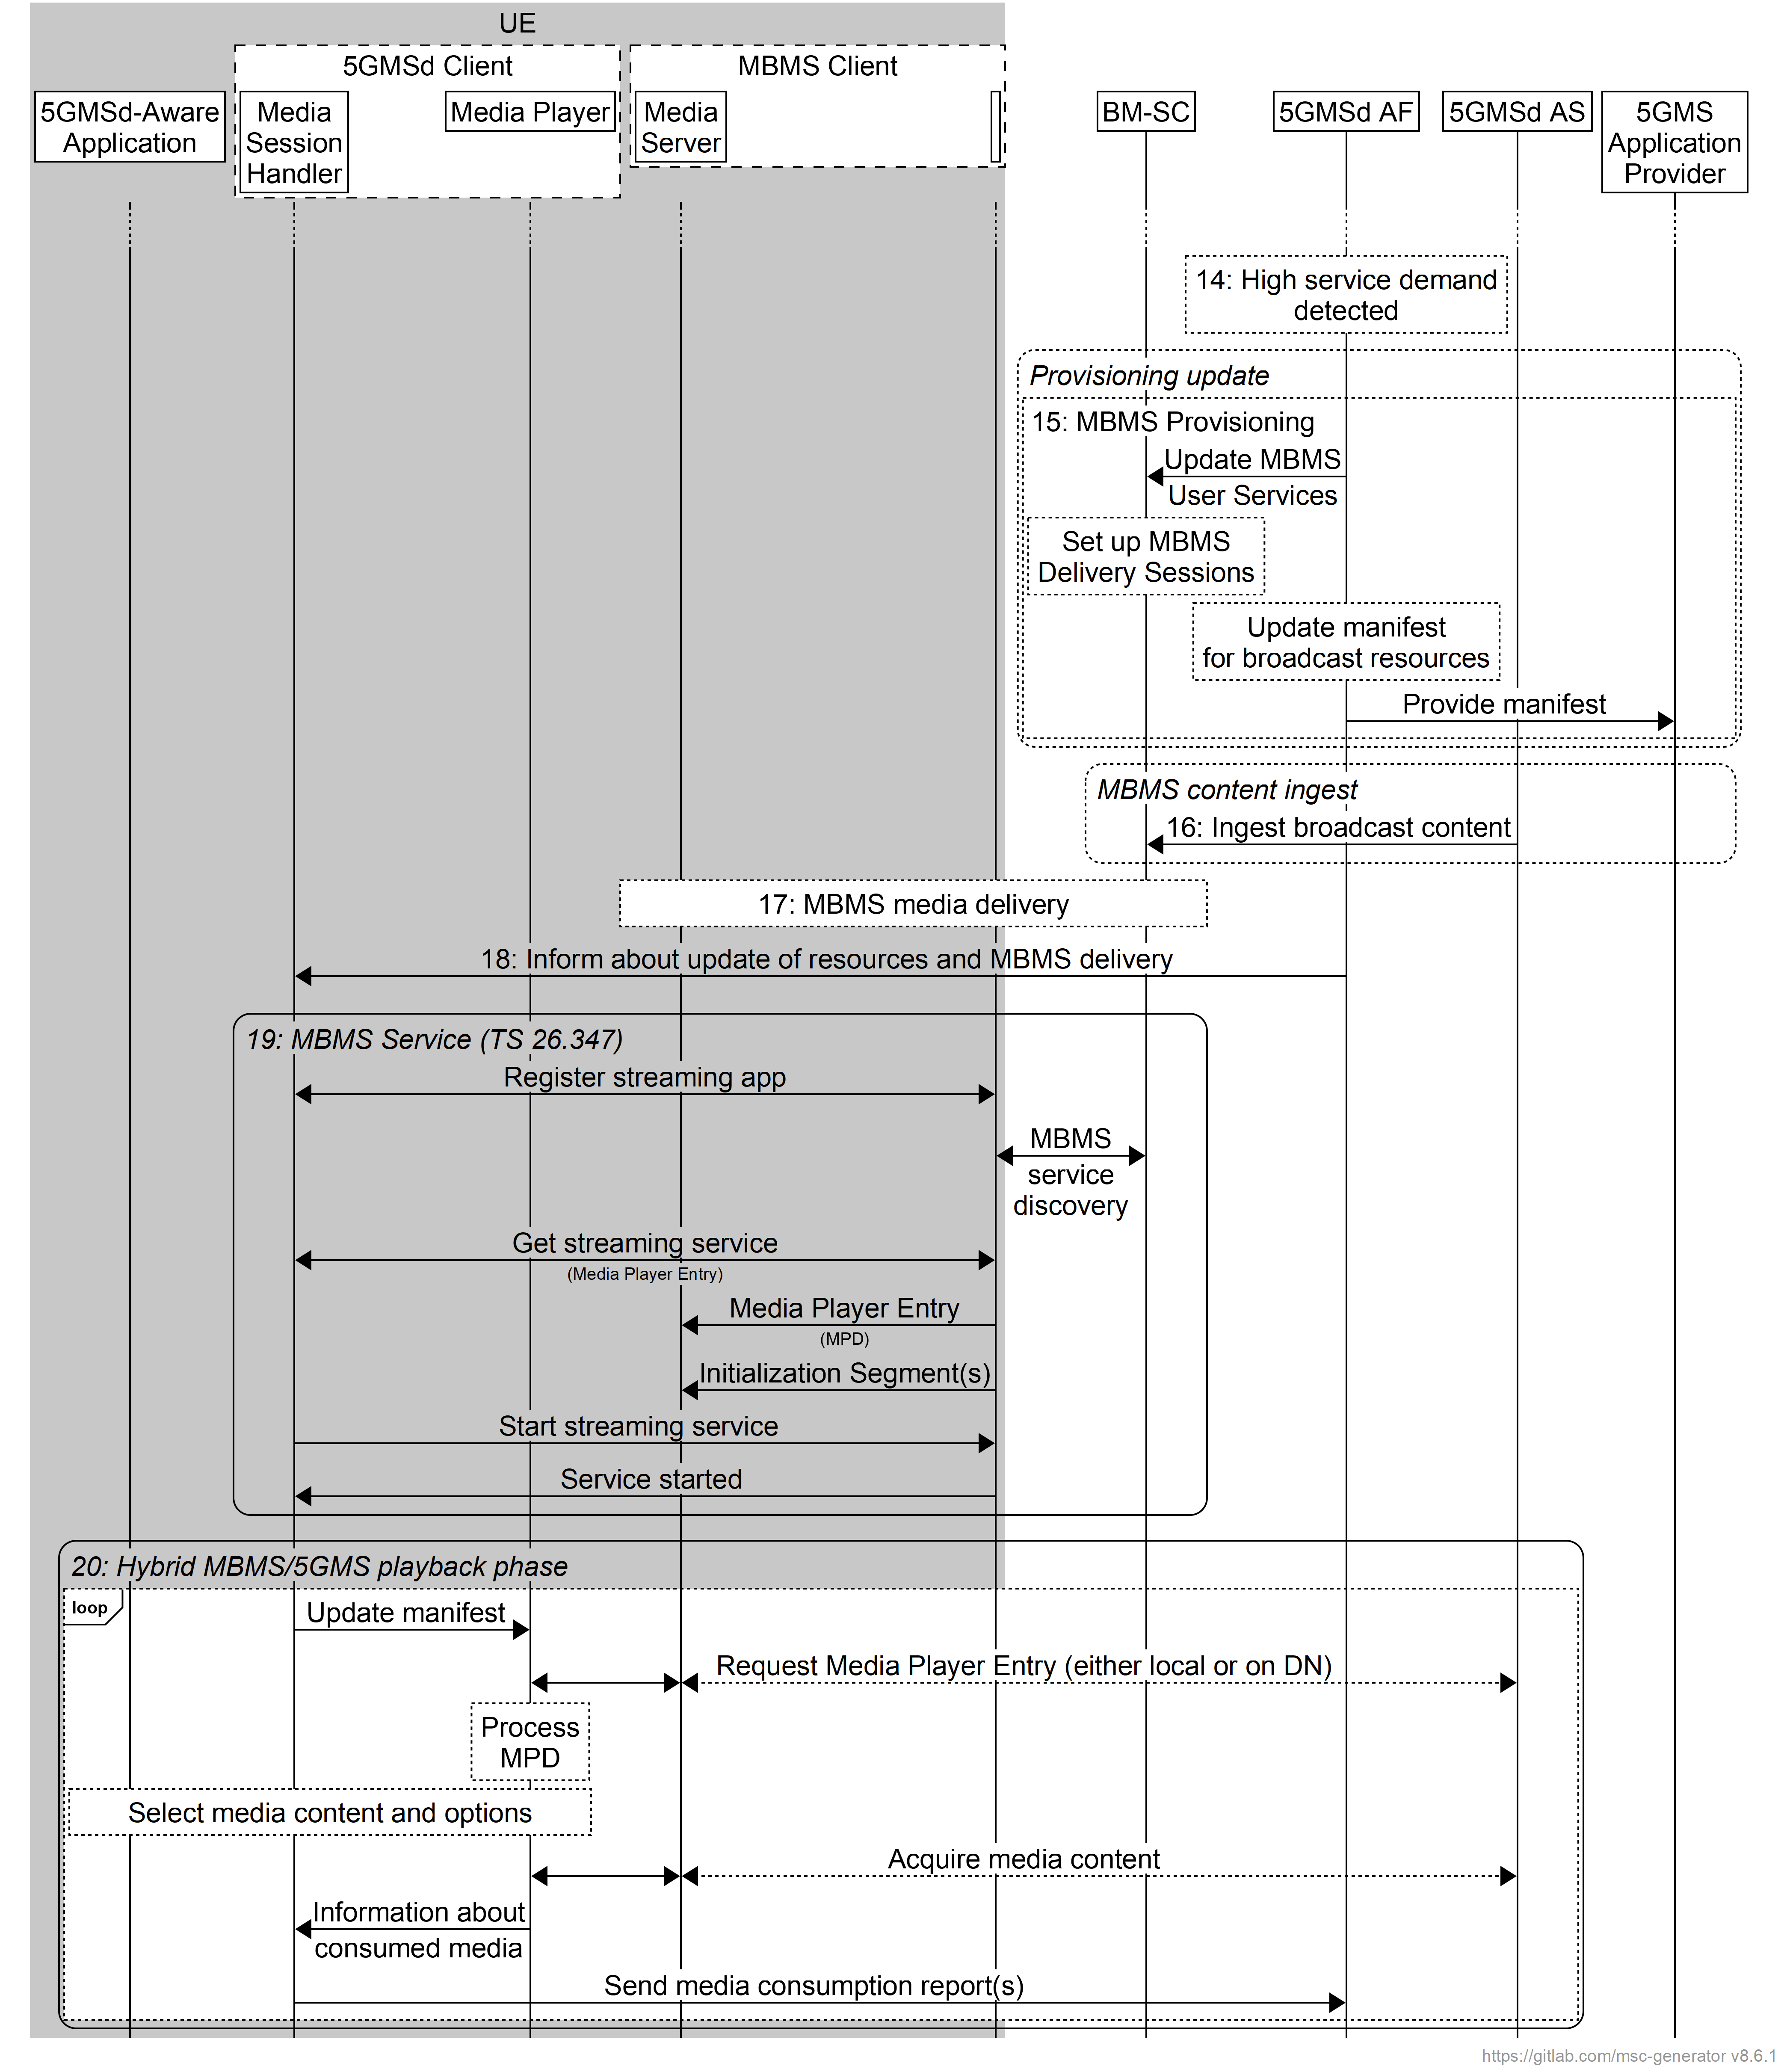 UE
5GMSd Client
MBMS Client
5GMSd-Aware
Application
Media
Session
Handler
Media Player
Media
Server
BM-SC
5GMSd AF
5GMSd AS
5GMS
Application
Provider
14: High service demand
detected
Provisioning update
15: MBMS Provisioning
Update MBMS
User Services
Set up MBMS
Delivery Sessions
Update manifest
for broadcast resources
Provide manifest
MBMS content ingest
16: Ingest broadcast content
17: MBMS media delivery
18: Inform about update of resources and MBMS delivery
19: MBMS Service (TS 26.347)
Register streaming app
MBMS
service
discovery
Get streaming service
(Media Player Entry)
Media Player Entry
(MPD)
Initialization Segment(s)
Start streaming service
Service started
20: Hybrid MBMS/5GMS playback phase
loop
Update manifest
Request Media Player Entry (either local or on DN)
Process
MPD
Select media content and options
Acquire media content
Information about
consumed media
Send media consumption report(s)
https://gitlab.com/msc-generator v8.6.1